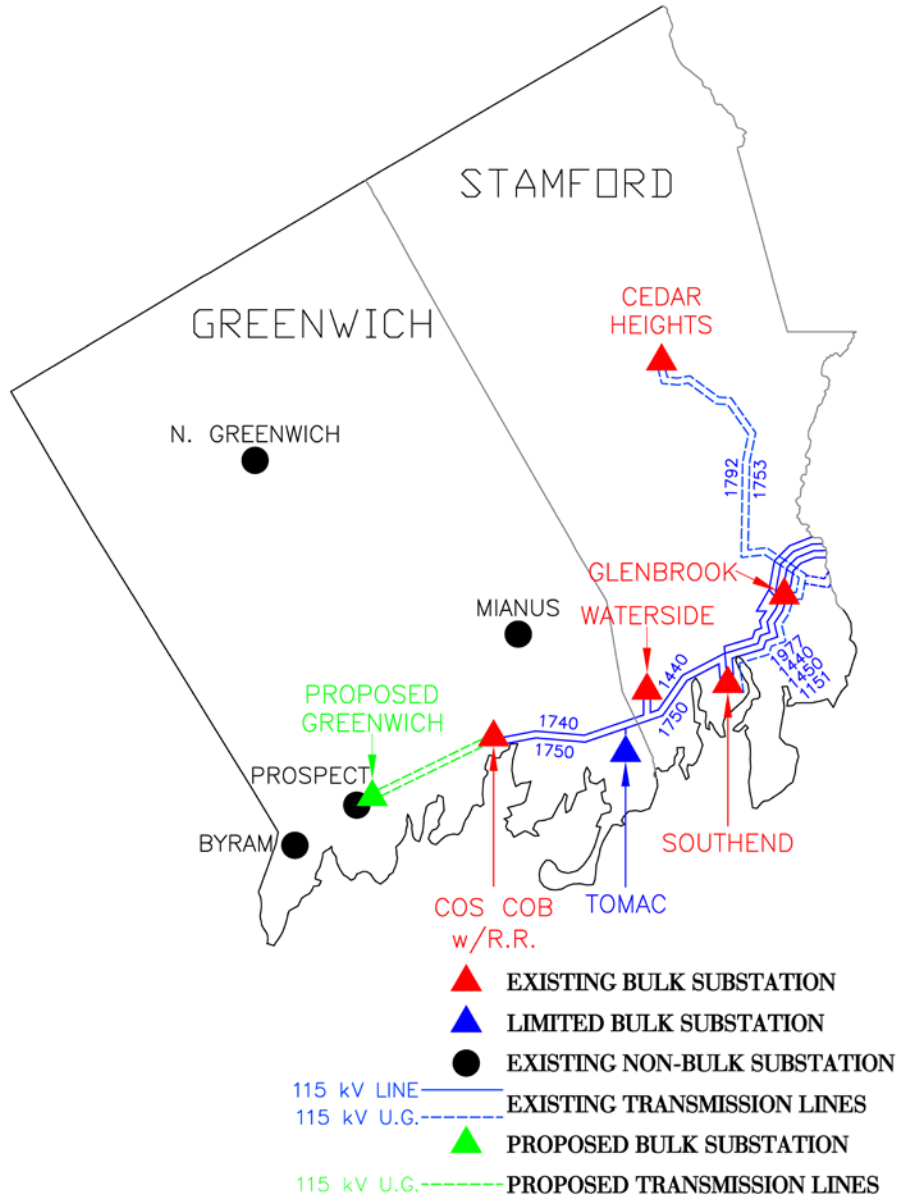 STAMFORD
CEDAR
HEIGHTS
GREENWICH
N. GREENWICH
1792
1753
GLENBROOK
MIANUS
WATERSIDE
1440
1977
1440
1450
1151
PROPOSED
GREENWICH
1740
1750
1750
PROSPECT
BYRAM
SOUTHEND
COS COB
w/R.R.
TOMAC
EXISTING BULK SUBSTATION
LIMITED BULK SUBSTATION
EXISTING NON-BULK SUBSTATION
115 kV LINE
115 kV U.G.
EXISTING TRANSMISSION LINES
PROPOSED BULK SUBSTATION
115 kV U.G.
PROPOSED TRANSMISSION LINES